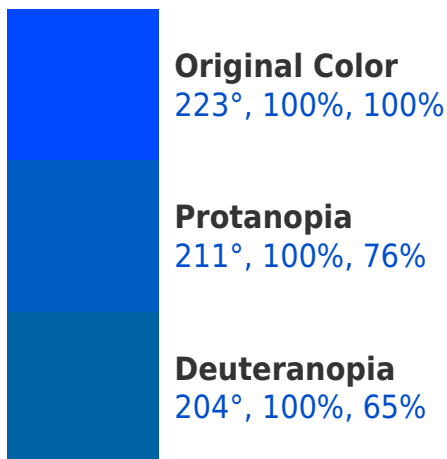 Original Color
223°, 100%, 100%
Protanopia
211°, 100%, 76%
Deuteranopia
204°, 100%, 65%